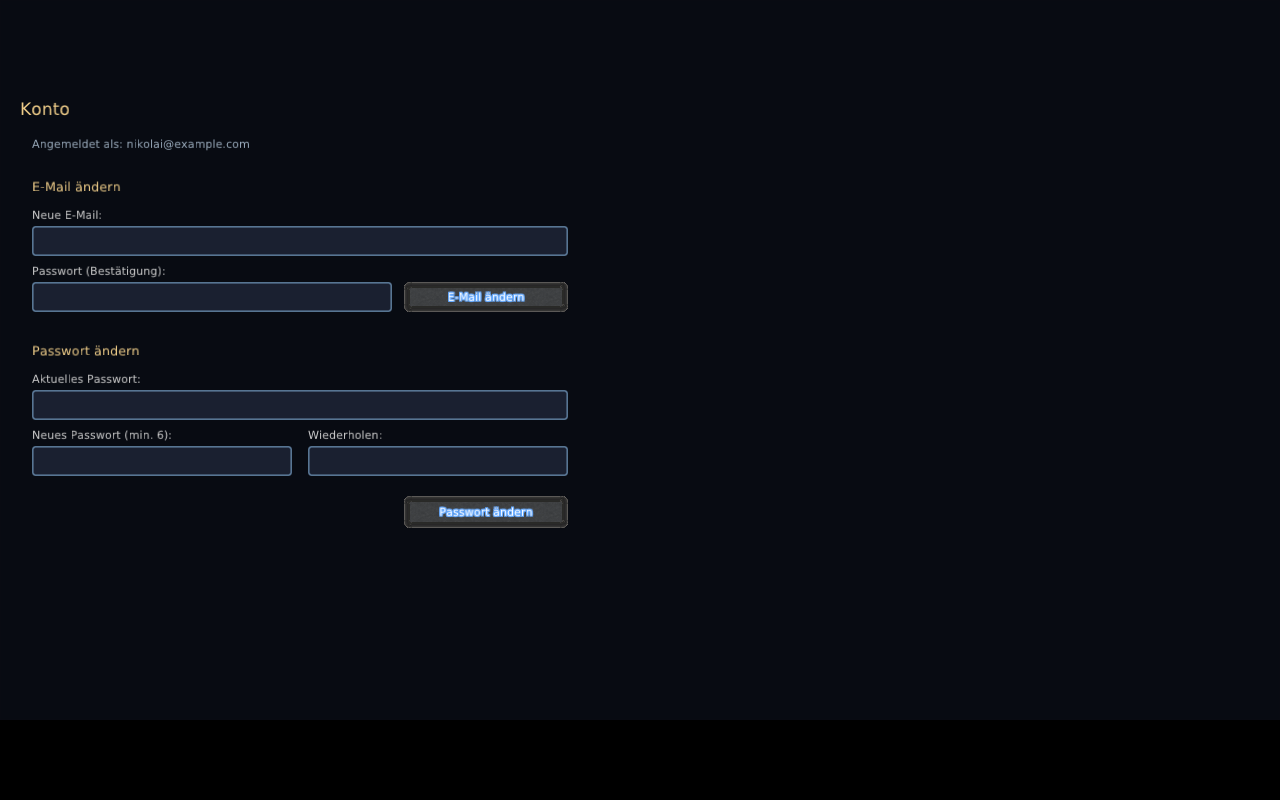 Konto
Angemeldet als: nikolai@example.com
E-Mail ändern
Neue E-Mail:
Passwort (Bestätigung):
E-Mail ändern
Passwort ändern
Aktuelles Passwort:
Neues Passwort (min. 6): Wiederholen:
Passwort ändern